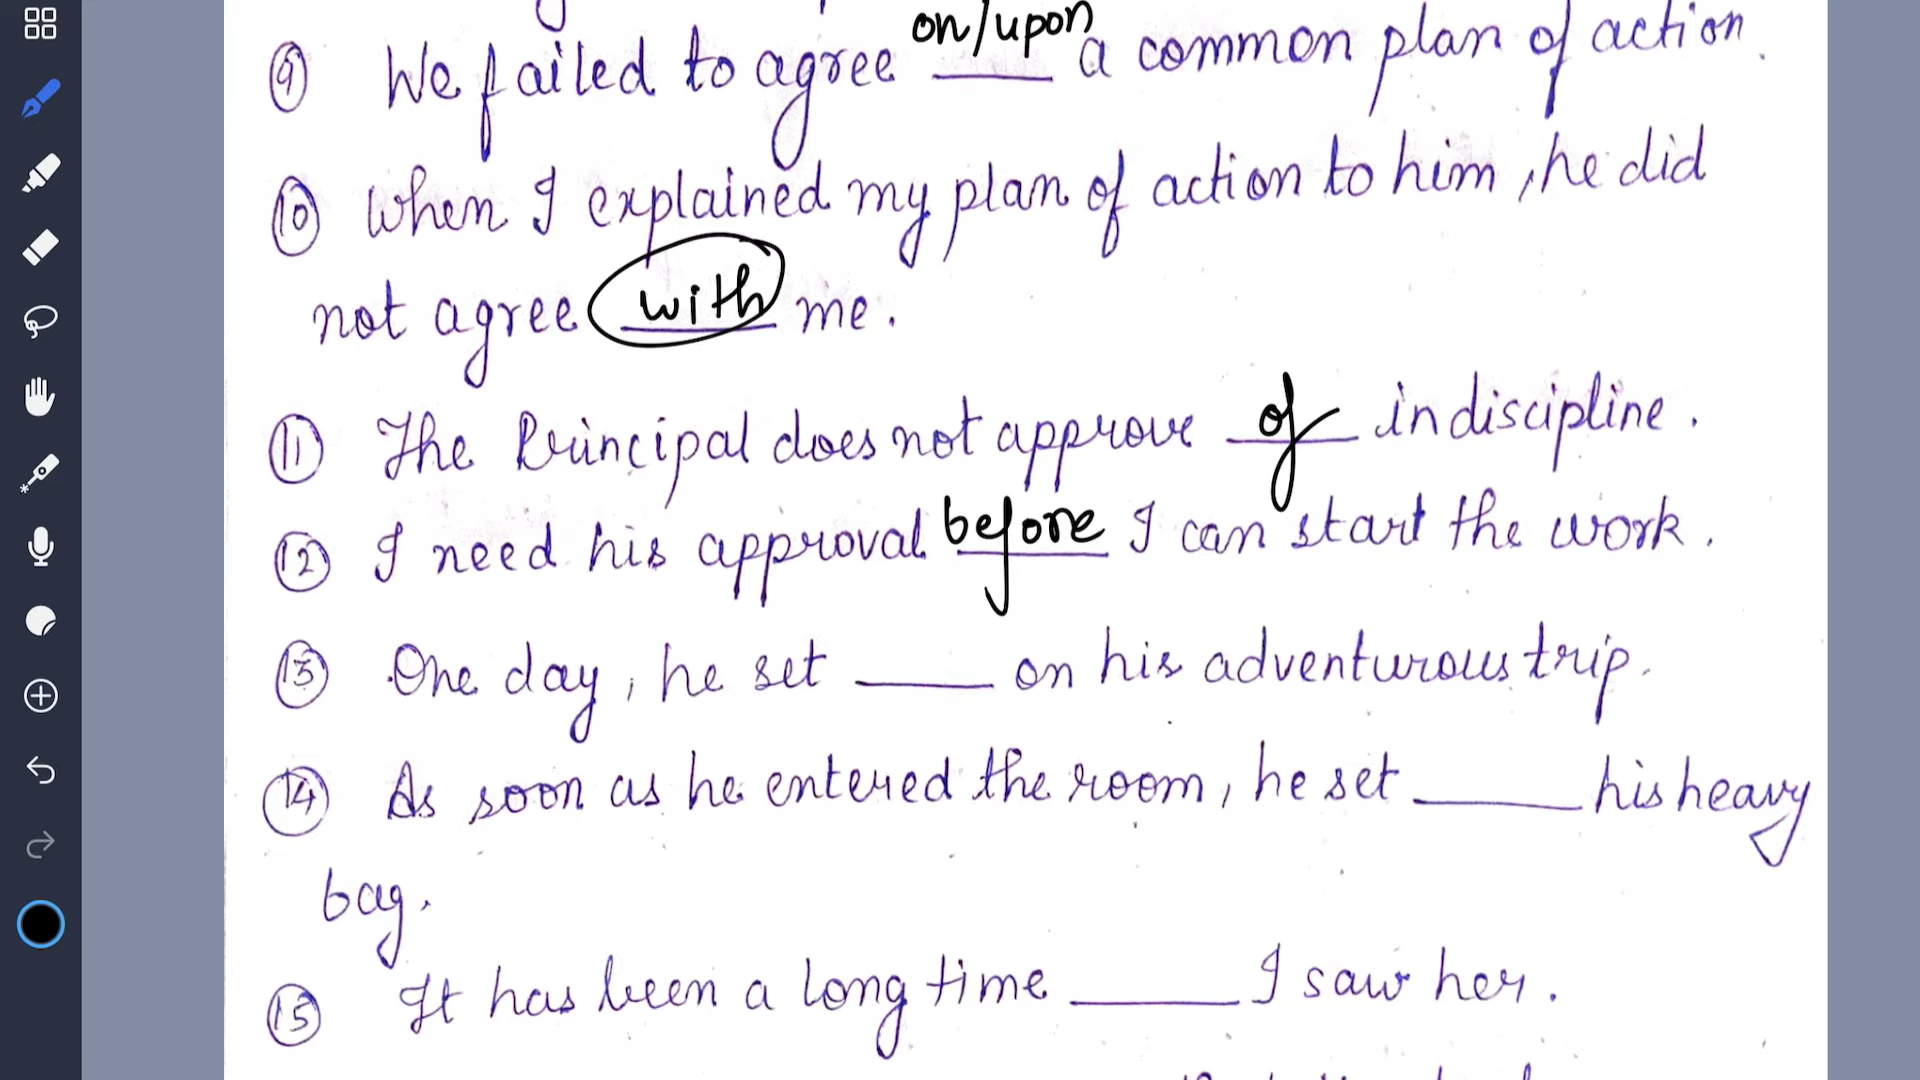 on/upon
⑨ We failed to agree ____ a common plan of action.
⑩ When I explained my plan of action to him, he did
not agree with me.
⑪ The Principal does not approve of indiscipline.
⑫ I need his approval before I can start the work.
⑬ One day, he set ____ on his adventurous trip.
⑭ As soon as he entered the room, he set ____ his heavy
bag.
⑮ It has been a long time ____ I saw her.